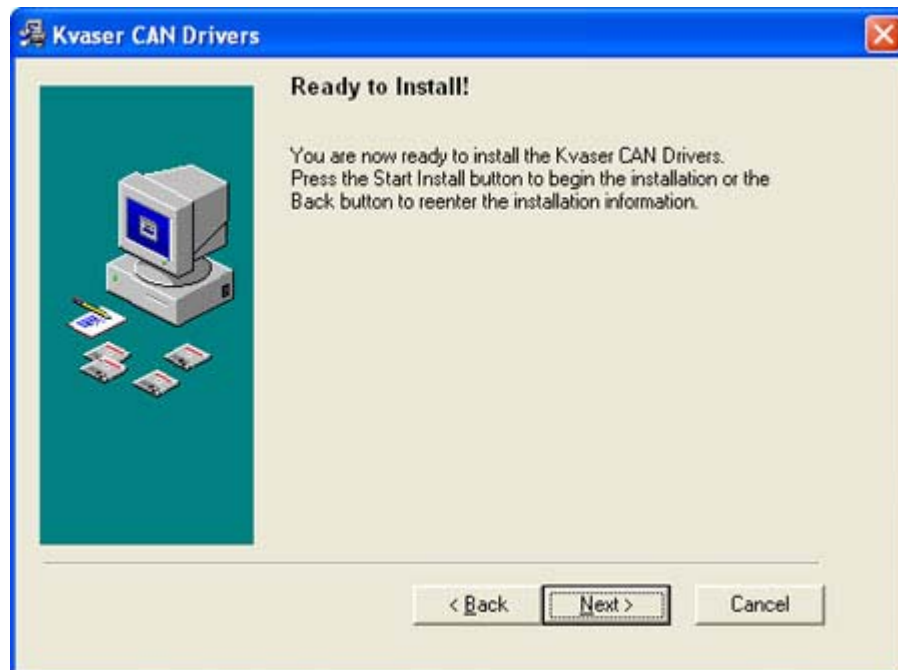 Kvaser CAN Drivers
Ready to Install!
You are now ready to install the Kvaser CAN Drivers.
Press the Start Install button to begin the installation or the
Back button to reenter the installation information.
< Back
Next >
Cancel